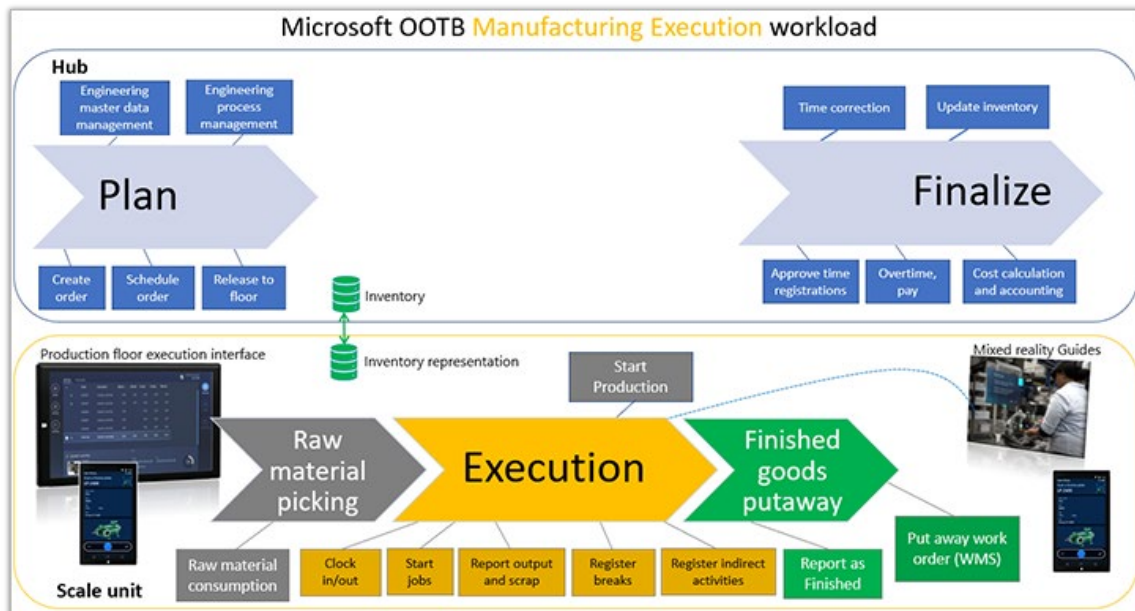 Microsoft OOTB Manufacturing Execution workload
Hub
Engineering
master data
management
Engineering
process
management
Time correction
Update inventory
Plan
Finalize
Create
order
Schedule
order
Release to
floor
Approve time
registrations
Overtime,
pay
Cost calculation
and accounting
Inventory
Inventory representation
Production floor execution interface
Mixed reality Guides
Start
Production
Raw
material
picking
Execution
Finished
goods
putaway
Raw material
consumption
Clock
in/out
Start
jobs
Report output
and scrap
Register
breaks
Register indirect
activities
Report as
Finished
Put away work
order (WMS)
Scale unit